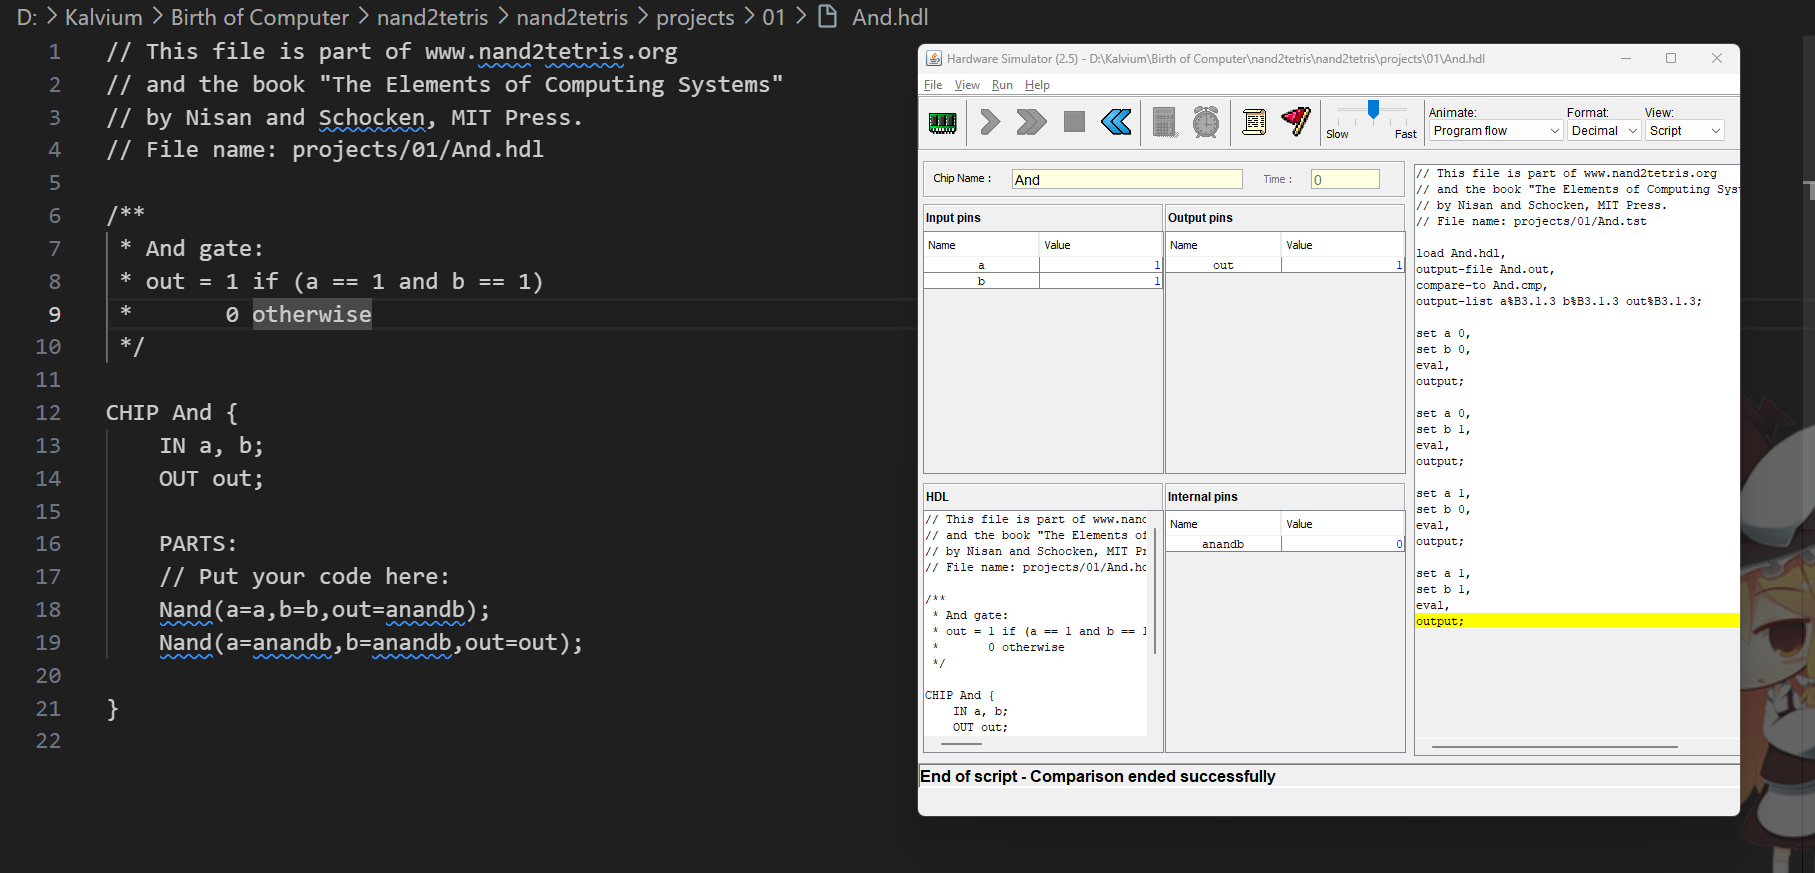 D: > Kalvium > Birth of Computer > nand2tetris > nand2tetris > projects > 01 > And.hdl
1 // This file is part of www.nand2tetris.org
2 // and the book "The Elements of Computing Systems"
3 // by Nisan and Schocken, MIT Press.
4 // File name: projects/01/And.hdl
5
6 /**
7 * And gate:
8 * out = 1 if (a == 1 and b == 1)
9 *       0 otherwise
10 */
11
12 CHIP And {
13     IN a, b;
14     OUT out;
15
16     PARTS:
17     // Put your code here:
18     Nand(a=a,b=b,out=anandb);
19     Nand(a=anandb,b=anandb,out=out);
20
21 }
22
Hardware Simulator (2.5) - D:\Kalvium\Birth of Computer\nand2tetris\nand2tetris\projects\01\And.hdl
File View Run Help
Slow Fast
Animate: Format: View:
Program flow Decimal Script
Chip Name : And Time : 0
Input pins
Name Value
a 1
b 1
Output pins
Name Value
out 1
HDL
// This file is part of www.nand
// and the book "The Elements of
// by Nisan and Schocken, MIT Pr
// File name: projects/01/And.hd
/**
* And gate:
* out = 1 if (a == 1 and b == 1
*       0 otherwise
*/
CHIP And {
IN a, b;
OUT out;
Internal pins
Name Value
anandb 0
// This file is part of www.nand2tetris.org
// and the book "The Elements of Computing Sys
// by Nisan and Schocken, MIT Press.
// File name: projects/01/And.tst
load And.hdl,
output-file And.out,
compare-to And.cmp,
output-list a%B3.1.3 b%B3.1.3 out%B3.1.3;
set a 0,
set b 0,
eval,
output;
set a 0,
set b 1,
eval,
output;
set a 1,
set b 0,
eval,
output;
set a 1,
set b 1,
eval,
output;
End of script - Comparison ended successfully